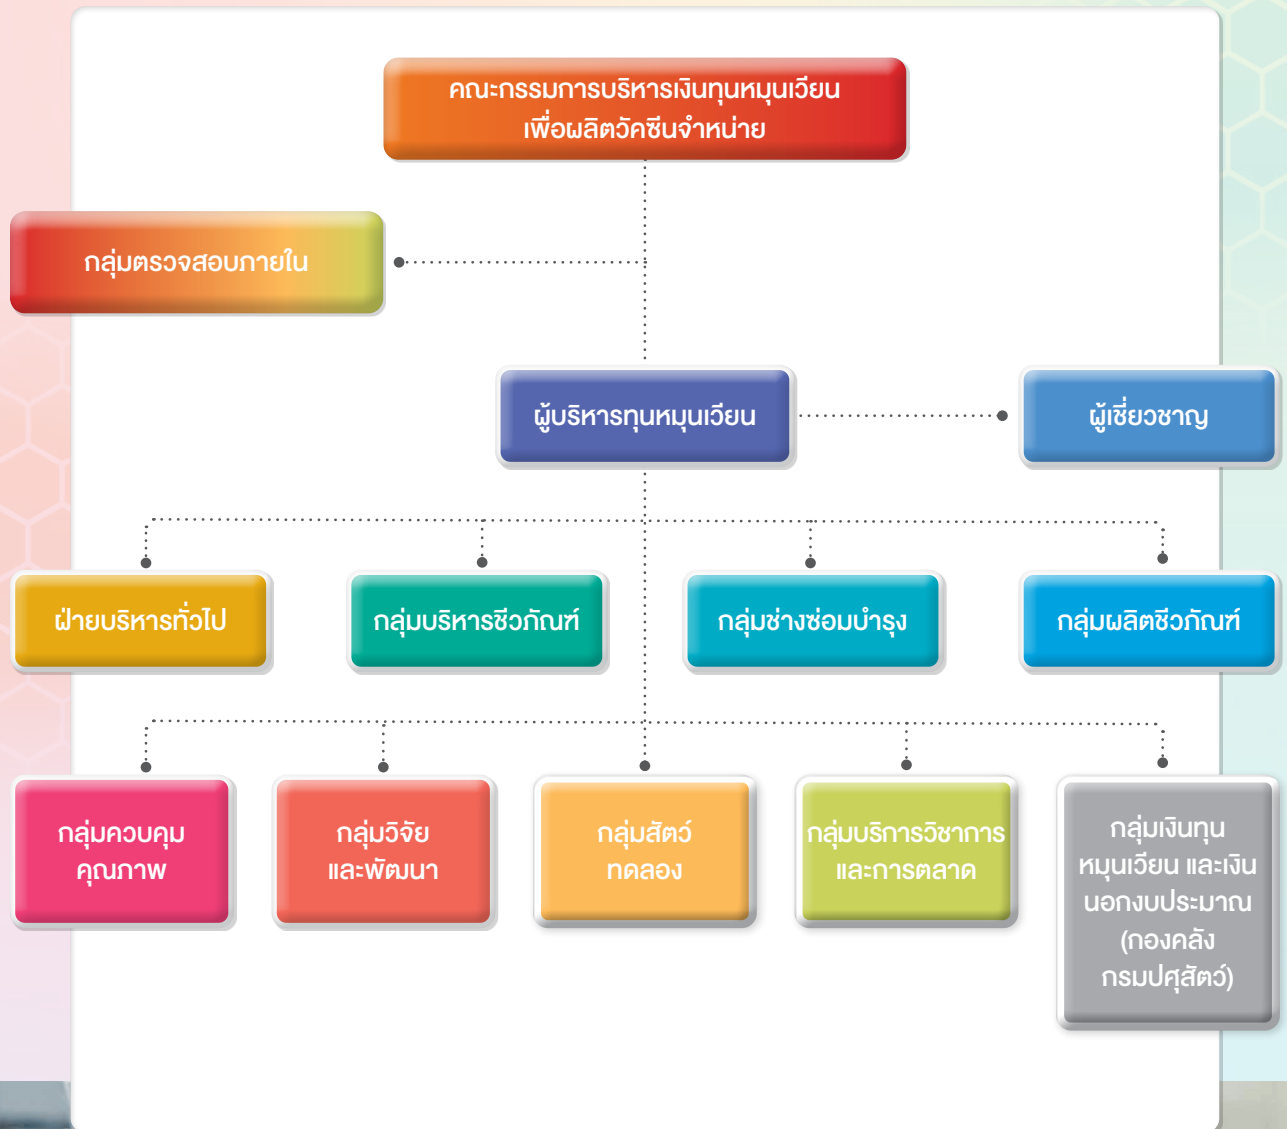 คณะกรรมการบริหารเงินทุนหมุนเวียน
เพื่อผลิตวัคซีนจำหน่าย
กลุ่มตรวจสอบภายใน
ผู้บริหารทุนหมุนเวียน
ผู้เชี่ยวชาญ
ฝ่ายบริหารทั่วไป
กลุ่มบริหารชีวภัณฑ์
กลุ่มช่างซ่อมบำรุง
กลุ่มผลิตชีวภัณฑ์
กลุ่มควบคุม
คุณภาพ
กลุ่มวิจัย
และพัฒนา
กลุ่มสัตว์
ทดลอง
กลุ่มบริการวิชาการ
และการตลาด
กลุ่มเงินทุน
หมุนเวียน และเงิน
นอกงบประมาณ
(กองคลัง
กรมปศุสัตว์)